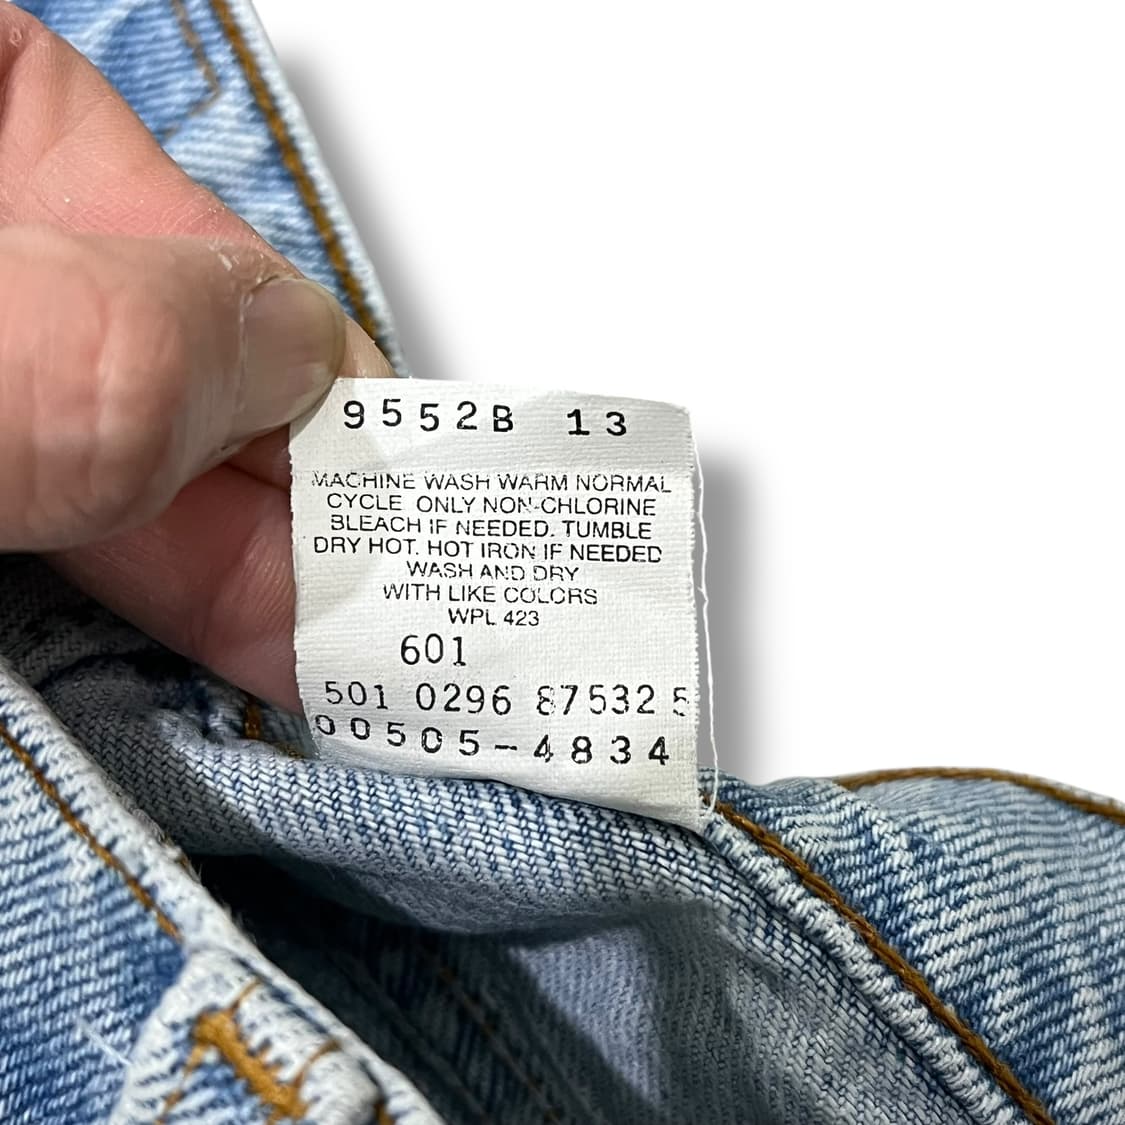 9552B 13
MACHINE WASH WARM NORMAL
CYCLE ONLY NON-CHLORINE
BLEACH IF NEEDED. TUMBLE
DRY HOT. HOT IRON IF NEEDED
WASH AND DRY
WITH LIKE COLORS
WPL 423
601
501 0296 87532 5
00505-4834